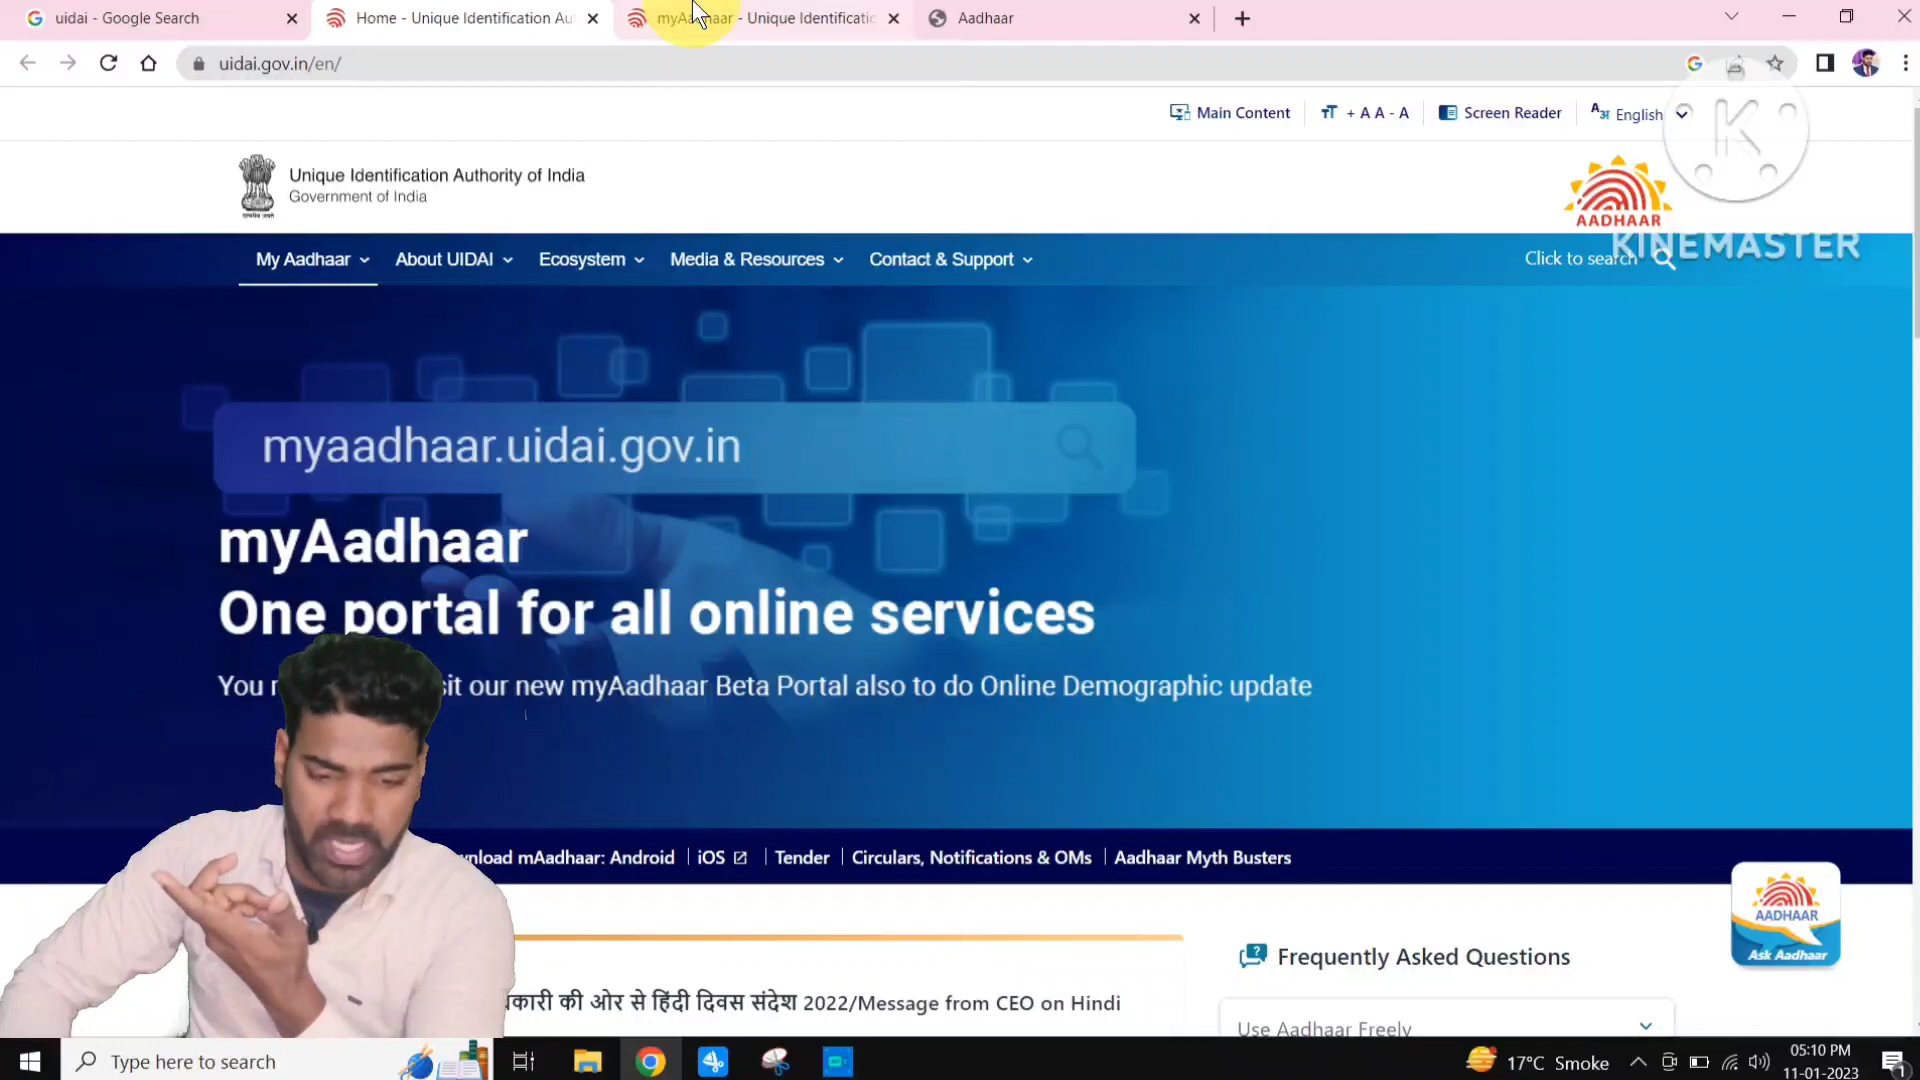 uidai - Google Search
Home - Unique Identification Au
- Unique Identificatic
Aadhaar
uidai.gov.in/en/
Main Content
+ A A - A
Screen Reader
English
Unique Identification Authority of India
Government of India
AADHAAR
KINEMASTER
My Aadhaar
About UIDAI
Ecosystem
Media & Resources
Contact & Support
Click to search
myaadhaar.uidai.gov.in
myAadhaar
One portal for all online services
You sit our new myAadhaar Beta Portal also to do Online Demographic update
wnload mAadhaar: Android
iOS
Tender
Circulars, Notifications & OMs
Aadhaar Myth Busters
AADHAAR
Ask Aadhaar
Frequently Asked Questions
कारी की ओर से हिंदी दिवस संदेश 2022/Message from CEO on Hindi
Use Aadhaar Freely
Type here to search
17°C Smoke
05:10 PM
11-01-2023
1